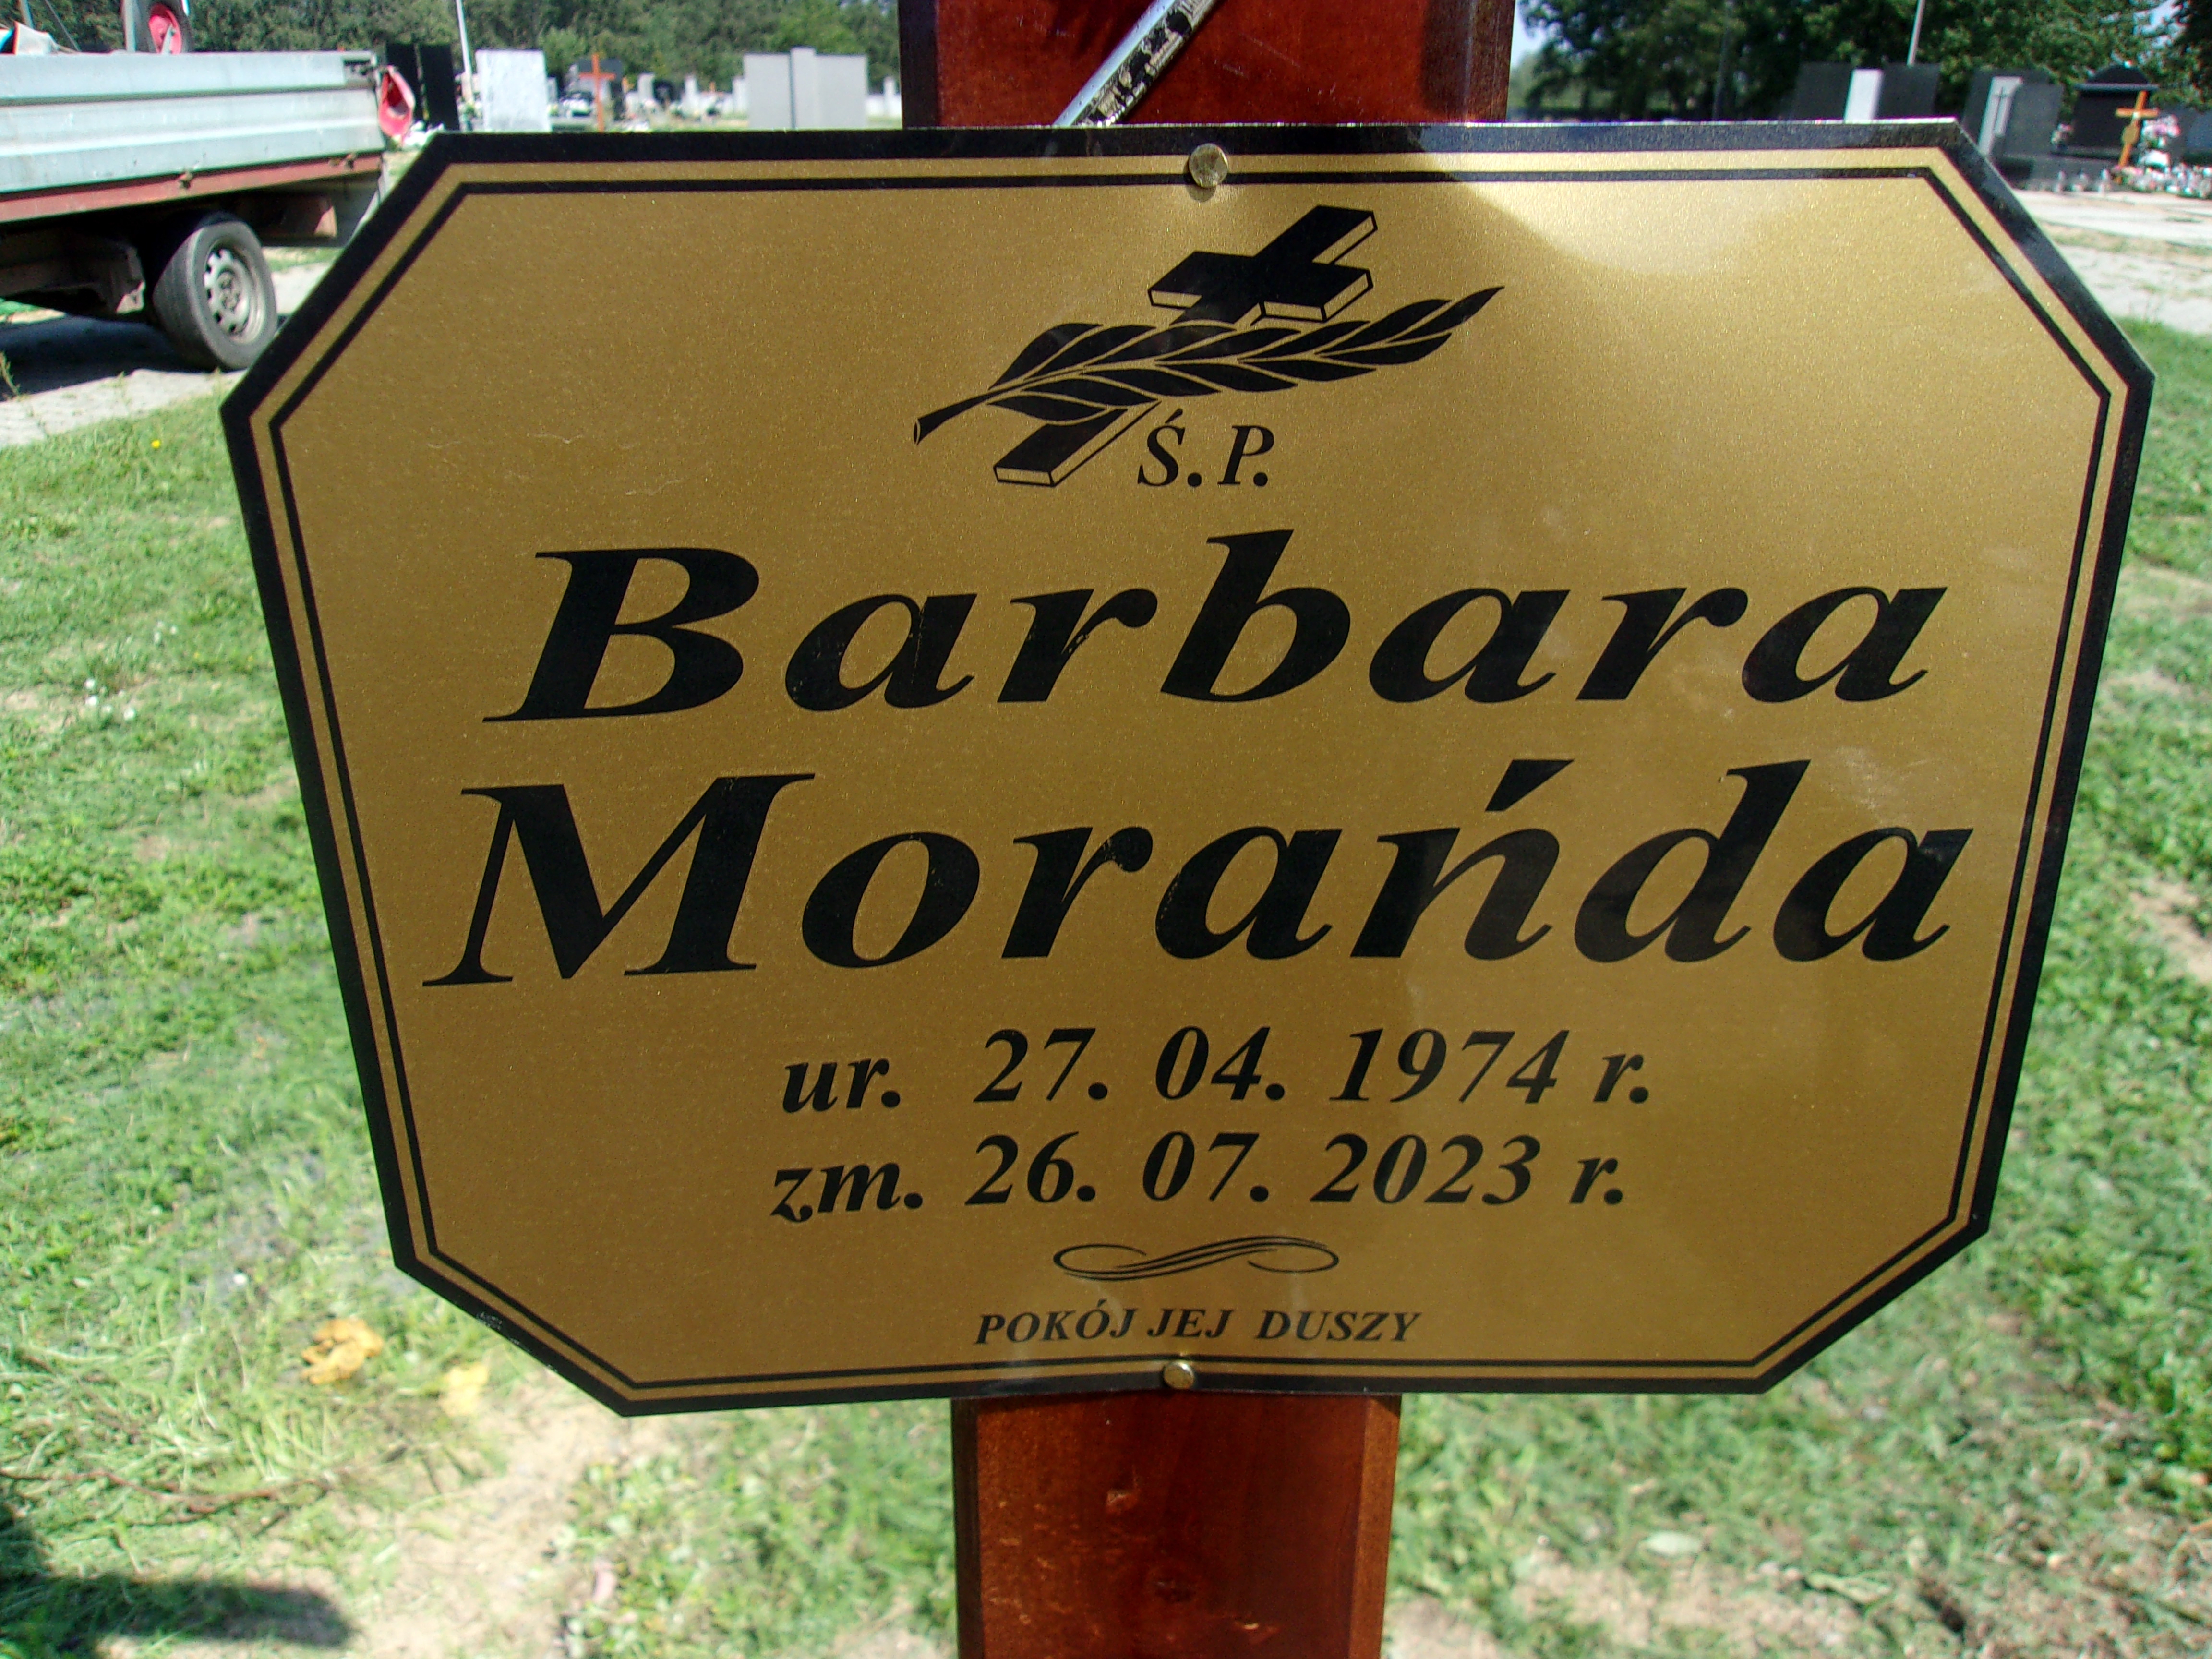 Ś.P.
Barbara
Morańda
ur. 27. 04. 1974 r.
zm. 26. 07. 2023 r.
POKÓJ JEJ DUSZY